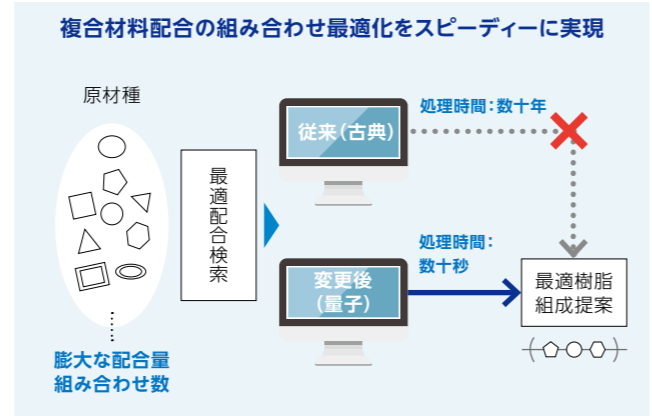 複合材料配合の組み合わせ最適化をスピーディーに実現
原材種
最適配合検索
従来(古典)
処理時間：数十年
変更後
(量子)
処理時間：
数十秒
最適樹脂
組成提案
膨大な配合量
組み合わせ数